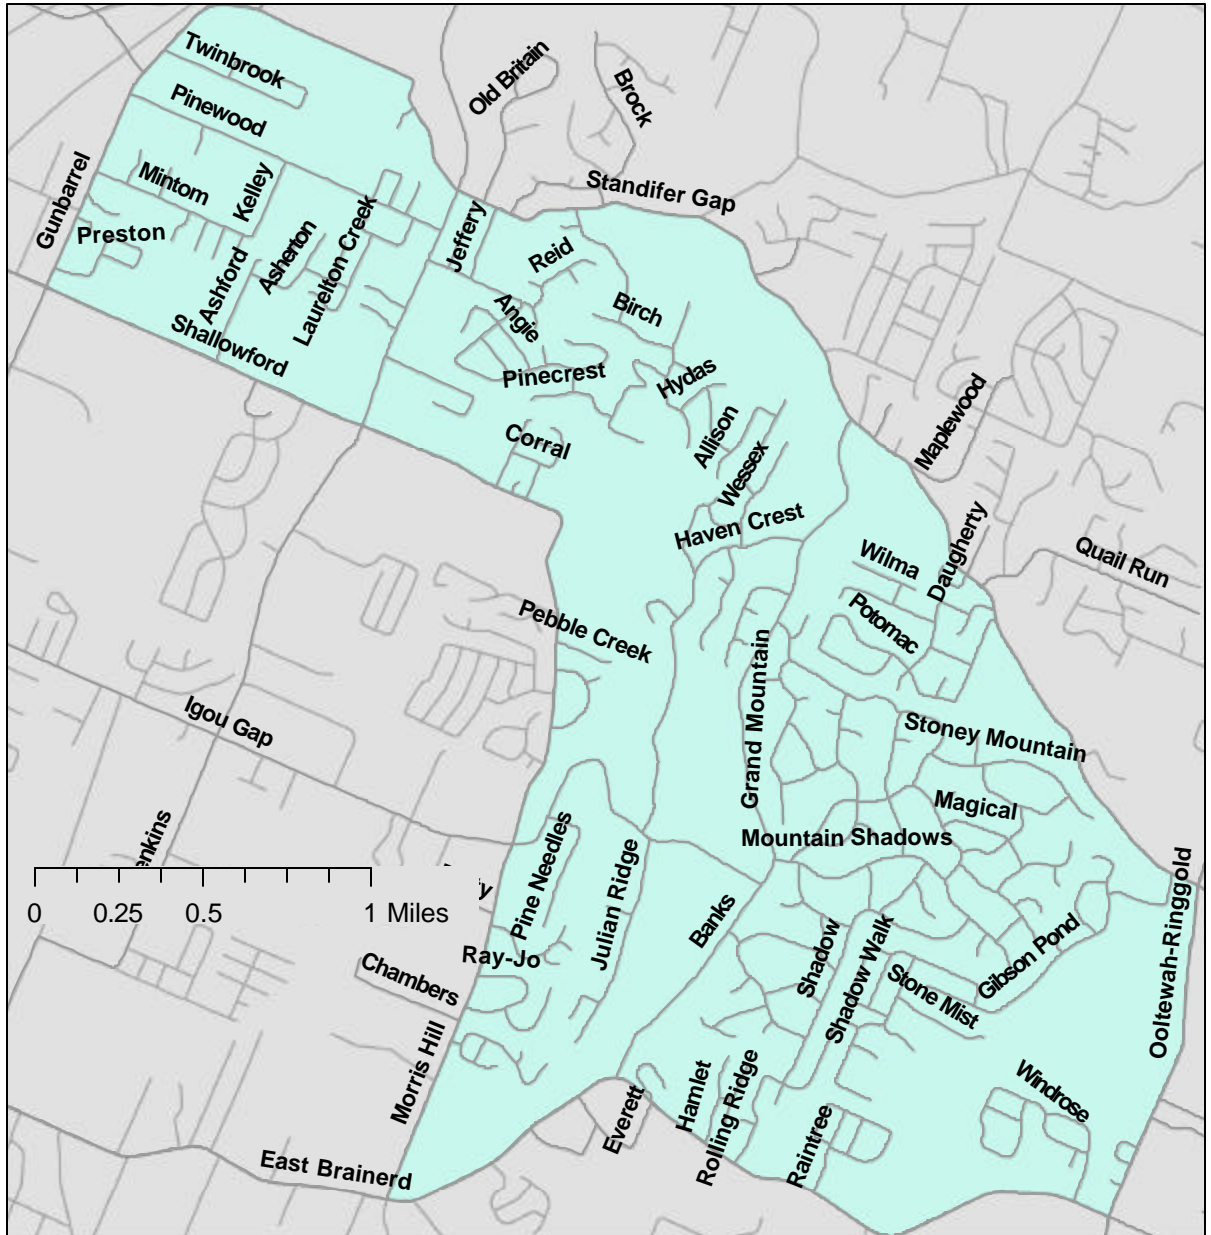 Twinbrook
Old Britain
Brock
Pinewood
Standifer Gap
Mintom
Kelley
Gunbarrel
Preston
Jeffery
Asherton
Laurelton Creek
Ashford
Reid
Birch
Angie
Shallowford
Pinecrest
Hydas
Allison
Maplewood
Corral
Wessex
Haven Crest
Daugherty
Wilma
Quail Run
Pebble Creek
Potomac
Igou Gap
Grand Mountain
Stoney Mountain
Magical
Mountain Shadows
enkins
Pine Needles
Julian Ridge
0 0.25 0.5 1 Miles
Banks
Ooltewah-Ringgold
Ray-Jo
Chambers
Shadow
Shadow Walk
Gibson Pond
Stone Mist
Morris Hill
Windrose
Everett
Hamlet
Rolling Ridge
Raintree
East Brainerd